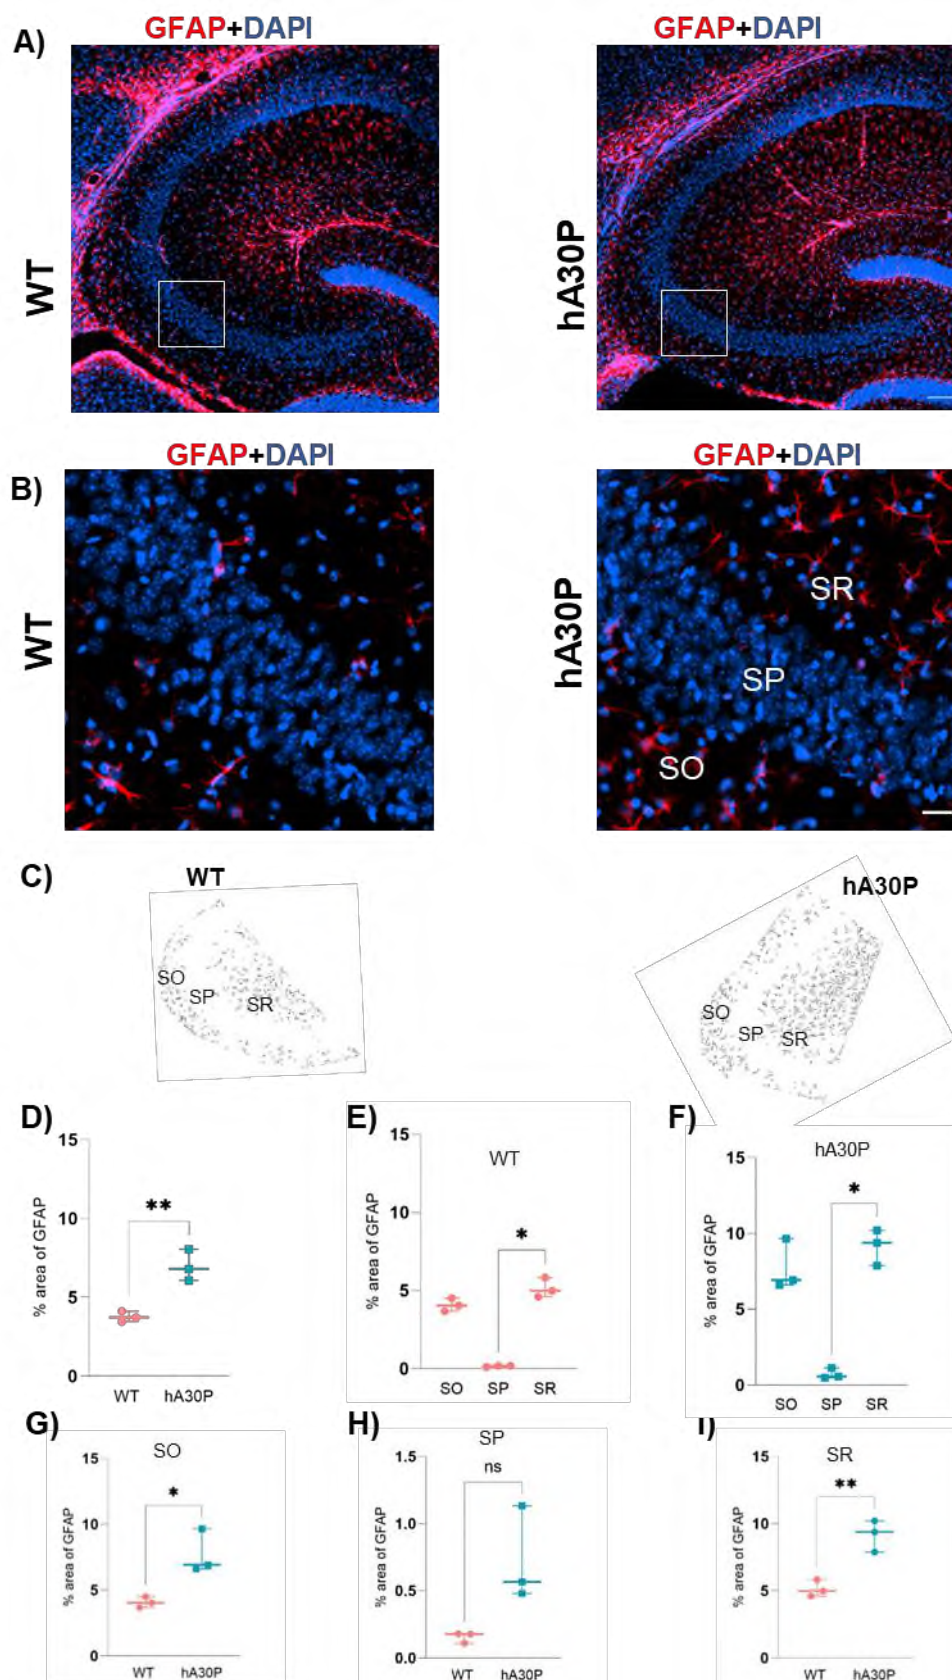 A)
GFAP+DAPI
GFAP+DAPI
WT
hA30P
B)
GFAP+DAPI
GFAP+DAPI
WT
hA30P
SR
SP
SO
C)
WT
hA30P
SO
SP
SR
SO
SP
SR
D)
15
10
5
0
% area of GFAP
**
WT
hA30P
E)
WT
15
10
5
0
% area of GFAP
*
SO
SP
SR
F)
hA30P
15
10
5
0
% area of GFAP
*
SO
SP
SR
G)
SO
15
10
5
0
% area of GFAP
*
WT
hA30P
H)
SP
1.5
1.0
0.5
0.0
% area of GFAP
ns
WT
hA30P
I)
SR
15
10
5
0
% area of GFAP
**
WT
hA30P